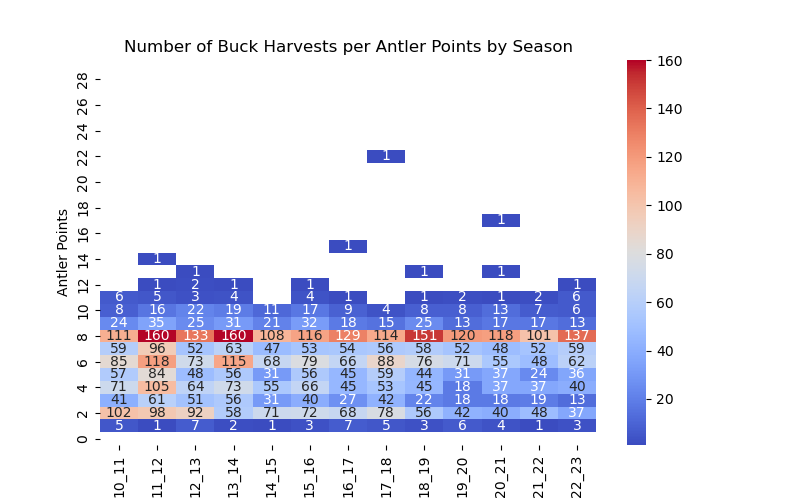 Number of Buck Harvests per Antler Points by Season
Antler Points
28
26
24
22 1
20
18
1
16
1
14 1
1 1 1
12 1 2 1 1 1
6 5 3 4 4 1 1 2 1 2 6
10 8 16 22 19 11 17 9 4 8 8 13 7 6
24 35 25 31 21 32 18 15 25 13 17 17 13
8 111 160 133 160 108 116 129 114 151 120 118 101 137
59 96 52 63 47 53 54 56 58 52 48 52 59
6 85 118 73 115 68 79 66 88 76 71 55 48 62
57 84 48 56 31 56 45 59 44 31 37 24 36
4 71 105 64 73 55 66 45 53 45 18 37 37 40
41 61 51 56 31 40 27 42 22 18 18 19 13
2 102 98 92 58 71 72 68 78 56 42 40 48 37
5 1 7 2 1 3 7 5 3 6 4 1 3
0
10_11 11_12 12_13 13_14 14_15 15_16 16_17 17_18 18_19 19_20 20_21 21_22 22_23
160
140
120
100
80
60
40
20